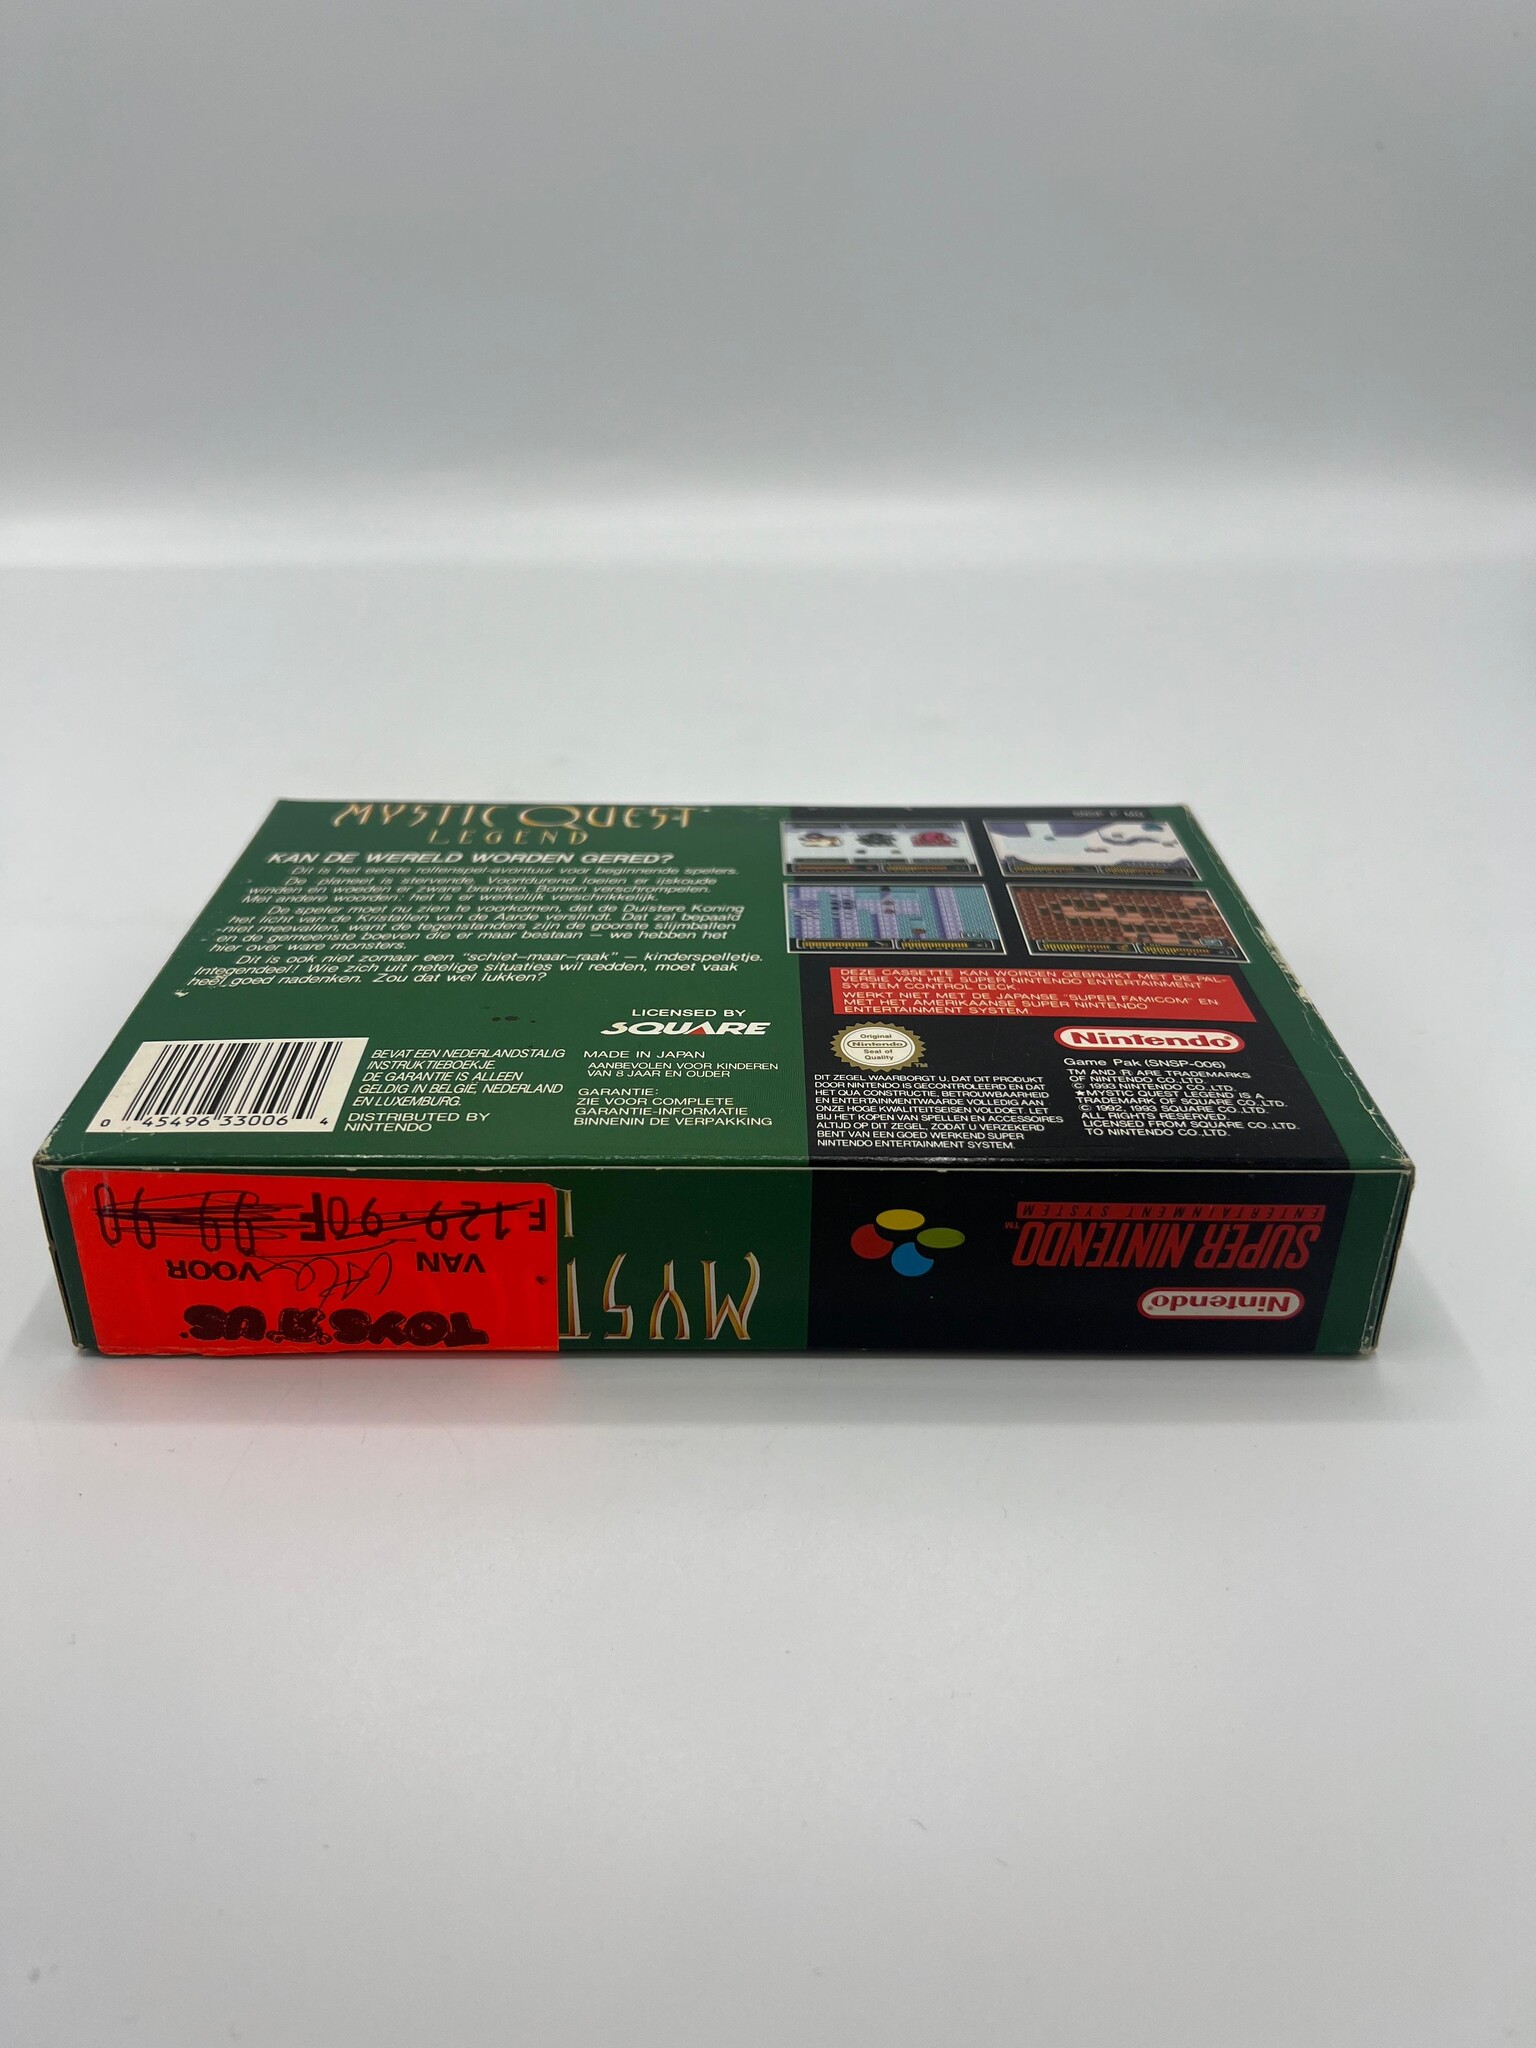 MYSTIC QUEST
LEGEND
KAN DE WERELD WORDEN GERED?
Dit is het eerste rollenspel-avontuur voor beginnende spelers.
De planeet is stervende. Voortdurend loeien er ijskoude
winden en woeden er zware branden. Bomen verschrompelen.
Met andere woorden: het is er werkelijk verschrikkelijk.
De speler moet nu zien te voorkomen, dat de Duistere Koning
het licht van de Kristallen van de Aarde verslindt. Dat zal bepaald
niet meevallen, want de tegenstanders zijn de goorste slijmballen
en de gemeenste boeven die er maar bestaan – we hebben het
hier over ware monsters.
Dit is ook niet zomaar een "schiet-maar-raak" – kinderspelletje.
Integendeel! Wie zich uit netelige situaties wil redden, moet vaak
heel goed nadenken. Zou dat wel lukken?
LICENSED BY
SQUARE
0 45496 33006 4
BEVAT EEN NEDERLANDSTALIG
INSTRUKTIEBOEKJE.
DE GARANTIE IS ALLEEN
GELDIG IN BELGIË, NEDERLAND
EN LUXEMBURG.
DISTRIBUTED BY
NINTENDO
MADE IN JAPAN
AANBEVOLEN VOOR KINDEREN
VAN 8 JAAR EN OUDER
GARANTIE:
ZIE VOOR COMPLETE
GARANTIE-INFORMATIE
BINNENIN DE VERPAKKING
DEZE CASSETTE KAN WORDEN GEBRUIKT MET DE PAL-
VERSIE VAN HET SUPER NINTENDO ENTERTAINMENT
SYSTEM CONTROL DECK.
WERKT NIET MET DE JAPANSE "SUPER FAMICOM" EN
MET HET AMERIKAANSE SUPER NINTENDO
ENTERTAINMENT SYSTEM.
Original
Nintendo
Seal of
Quality
TM
DIT ZEGEL WAARBORGT U, DAT DIT PRODUKT
DOOR NINTENDO IS GECONTROLEERD EN DAT
HET QUA CONSTRUCTIE, BETROUWBAARHEID
EN ENTERTAINMENTWAARDE VOLLEDIG AAN
ONZE HOGE KWALITEITSEISEN VOLDOET. LET
BIJ HET KOPEN VAN SPELLEN EN ACCESSOIRES
ALTIJD OP DIT ZEGEL, ZODAT U VERZEKERD
BENT VAN EEN GOED WERKEND SUPER
NINTENDO ENTERTAINMENT SYSTEM.
Nintendo®
Game Pak (SNSP-006)
TM AND ® ARE TRADEMARKS
OF NINTENDO CO., LTD.
© 1993 NINTENDO CO., LTD.
★MYSTIC QUEST LEGEND IS A
TRADEMARK OF SQUARE CO., LTD.
© 1992, 1993 SQUARE CO., LTD.
ALL RIGHTS RESERVED.
LICENSED FROM SQUARE CO., LTD.
TO NINTENDO CO., LTD.
Nintendo®
SUPER NINTENDO™
ENTERTAINMENT SYSTEM
MYST
TOYS R US®
VAN VOOR
F 129.90 F 99.90